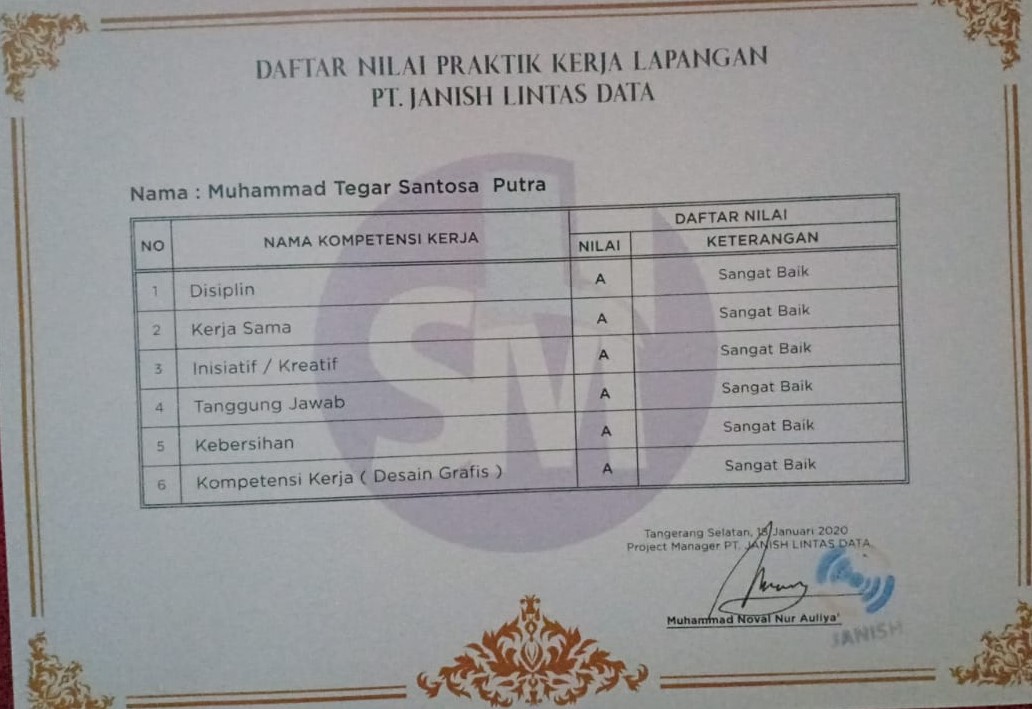 DAFTAR NILAI PRAKTIK KERJA LAPANGAN
PT. JANISH LINTAS DATA
Nama : Muhammad Tegar Santosa Putra
NO NAMA KOMPETENSI KERJA DAFTAR NILAI
NILAI KETERANGAN
1 Disiplin A Sangat Baik
2 Kerja Sama A Sangat Baik
3 Inisiatif / Kreatif A Sangat Baik
4 Tanggung Jawab A Sangat Baik
5 Kebersihan A Sangat Baik
6 Kompetensi Kerja ( Desain Grafis ) A Sangat Baik
SM
Tangerang Selatan, Januari 2020
Project Manager PT. JANISH LINTAS DATA
Muhammad Noval Nur Auliya'
JANISH